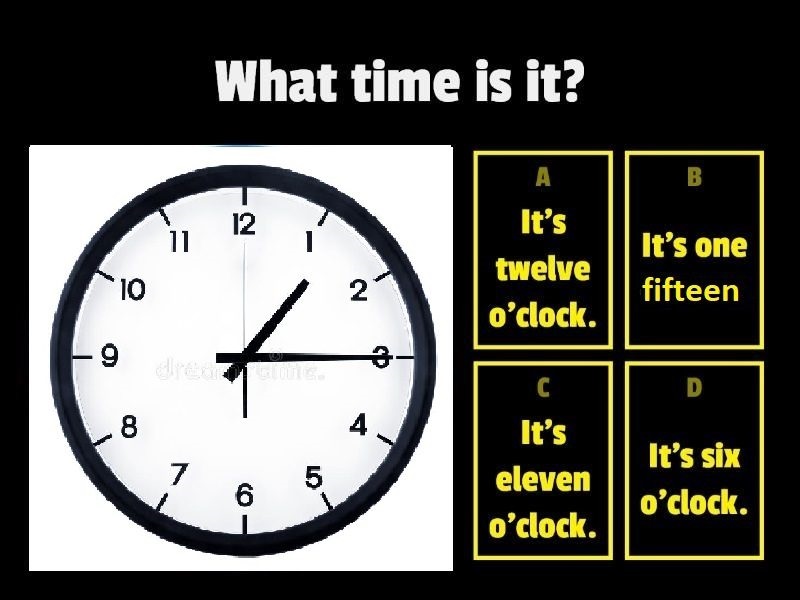 What time is it?
12
11
1
10
2
9
3
8
4
7
5
6
dreamstime.
A
It's
twelve
o'clock.
B
It's one
fifteen
C
It's
eleven
o'clock.
D
It's six
o'clock.